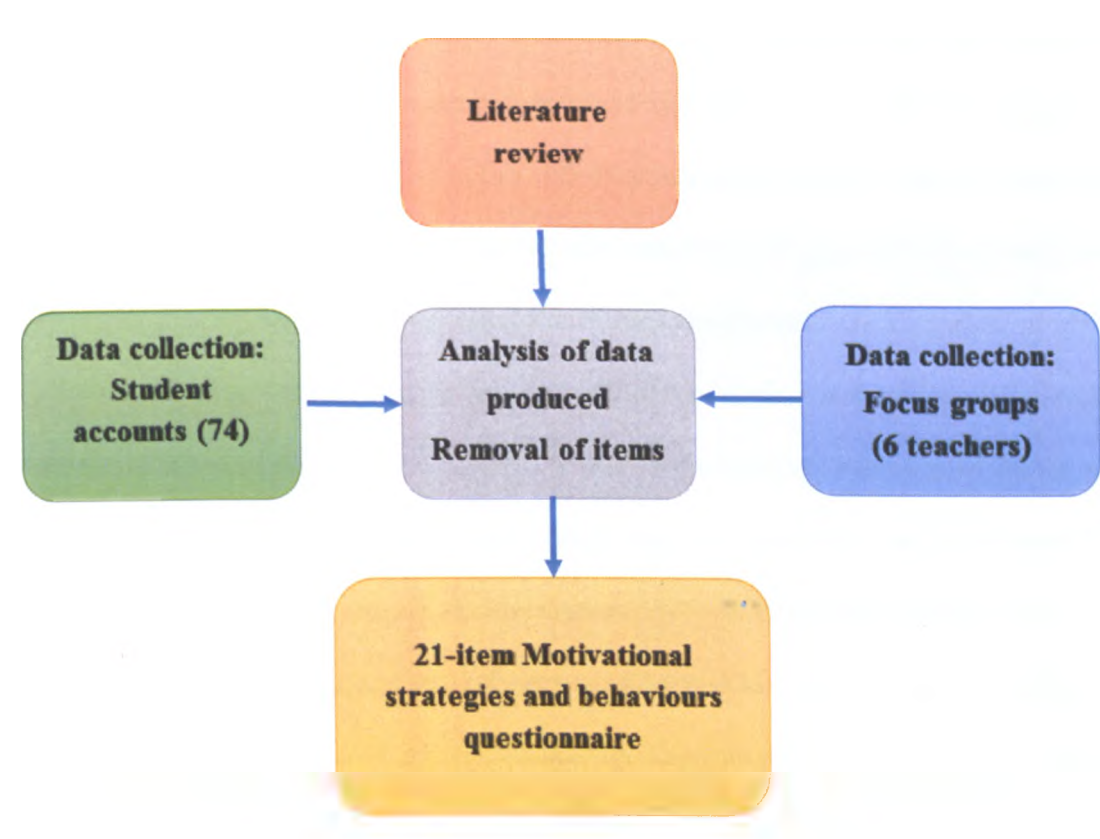 Literature
review
Data collection:
Student
accounts (74)
Analysis of data
produced
Removal of items
Data collection:
Focus groups
(6 teachers)
21-item Motivational
strategies and behaviours
questionnaire